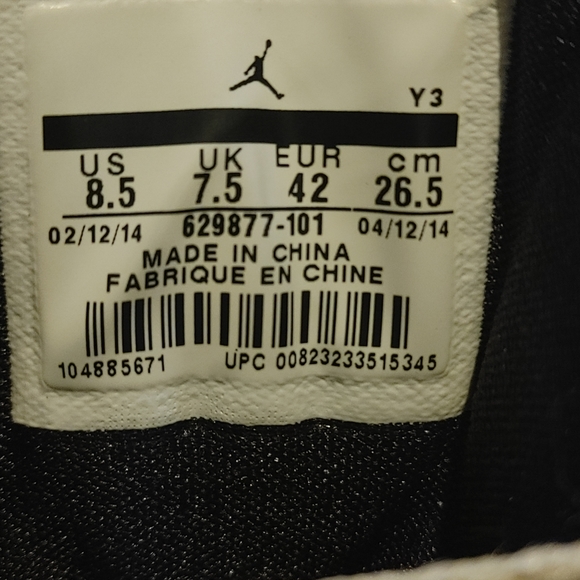 Y3
US UK EUR cm
8.5 7.5 42 26.5
02/12/14 629877-101 04/12/14
MADE IN CHINA
FABRIQUE EN CHINE
104885671 UPC 00823233515345